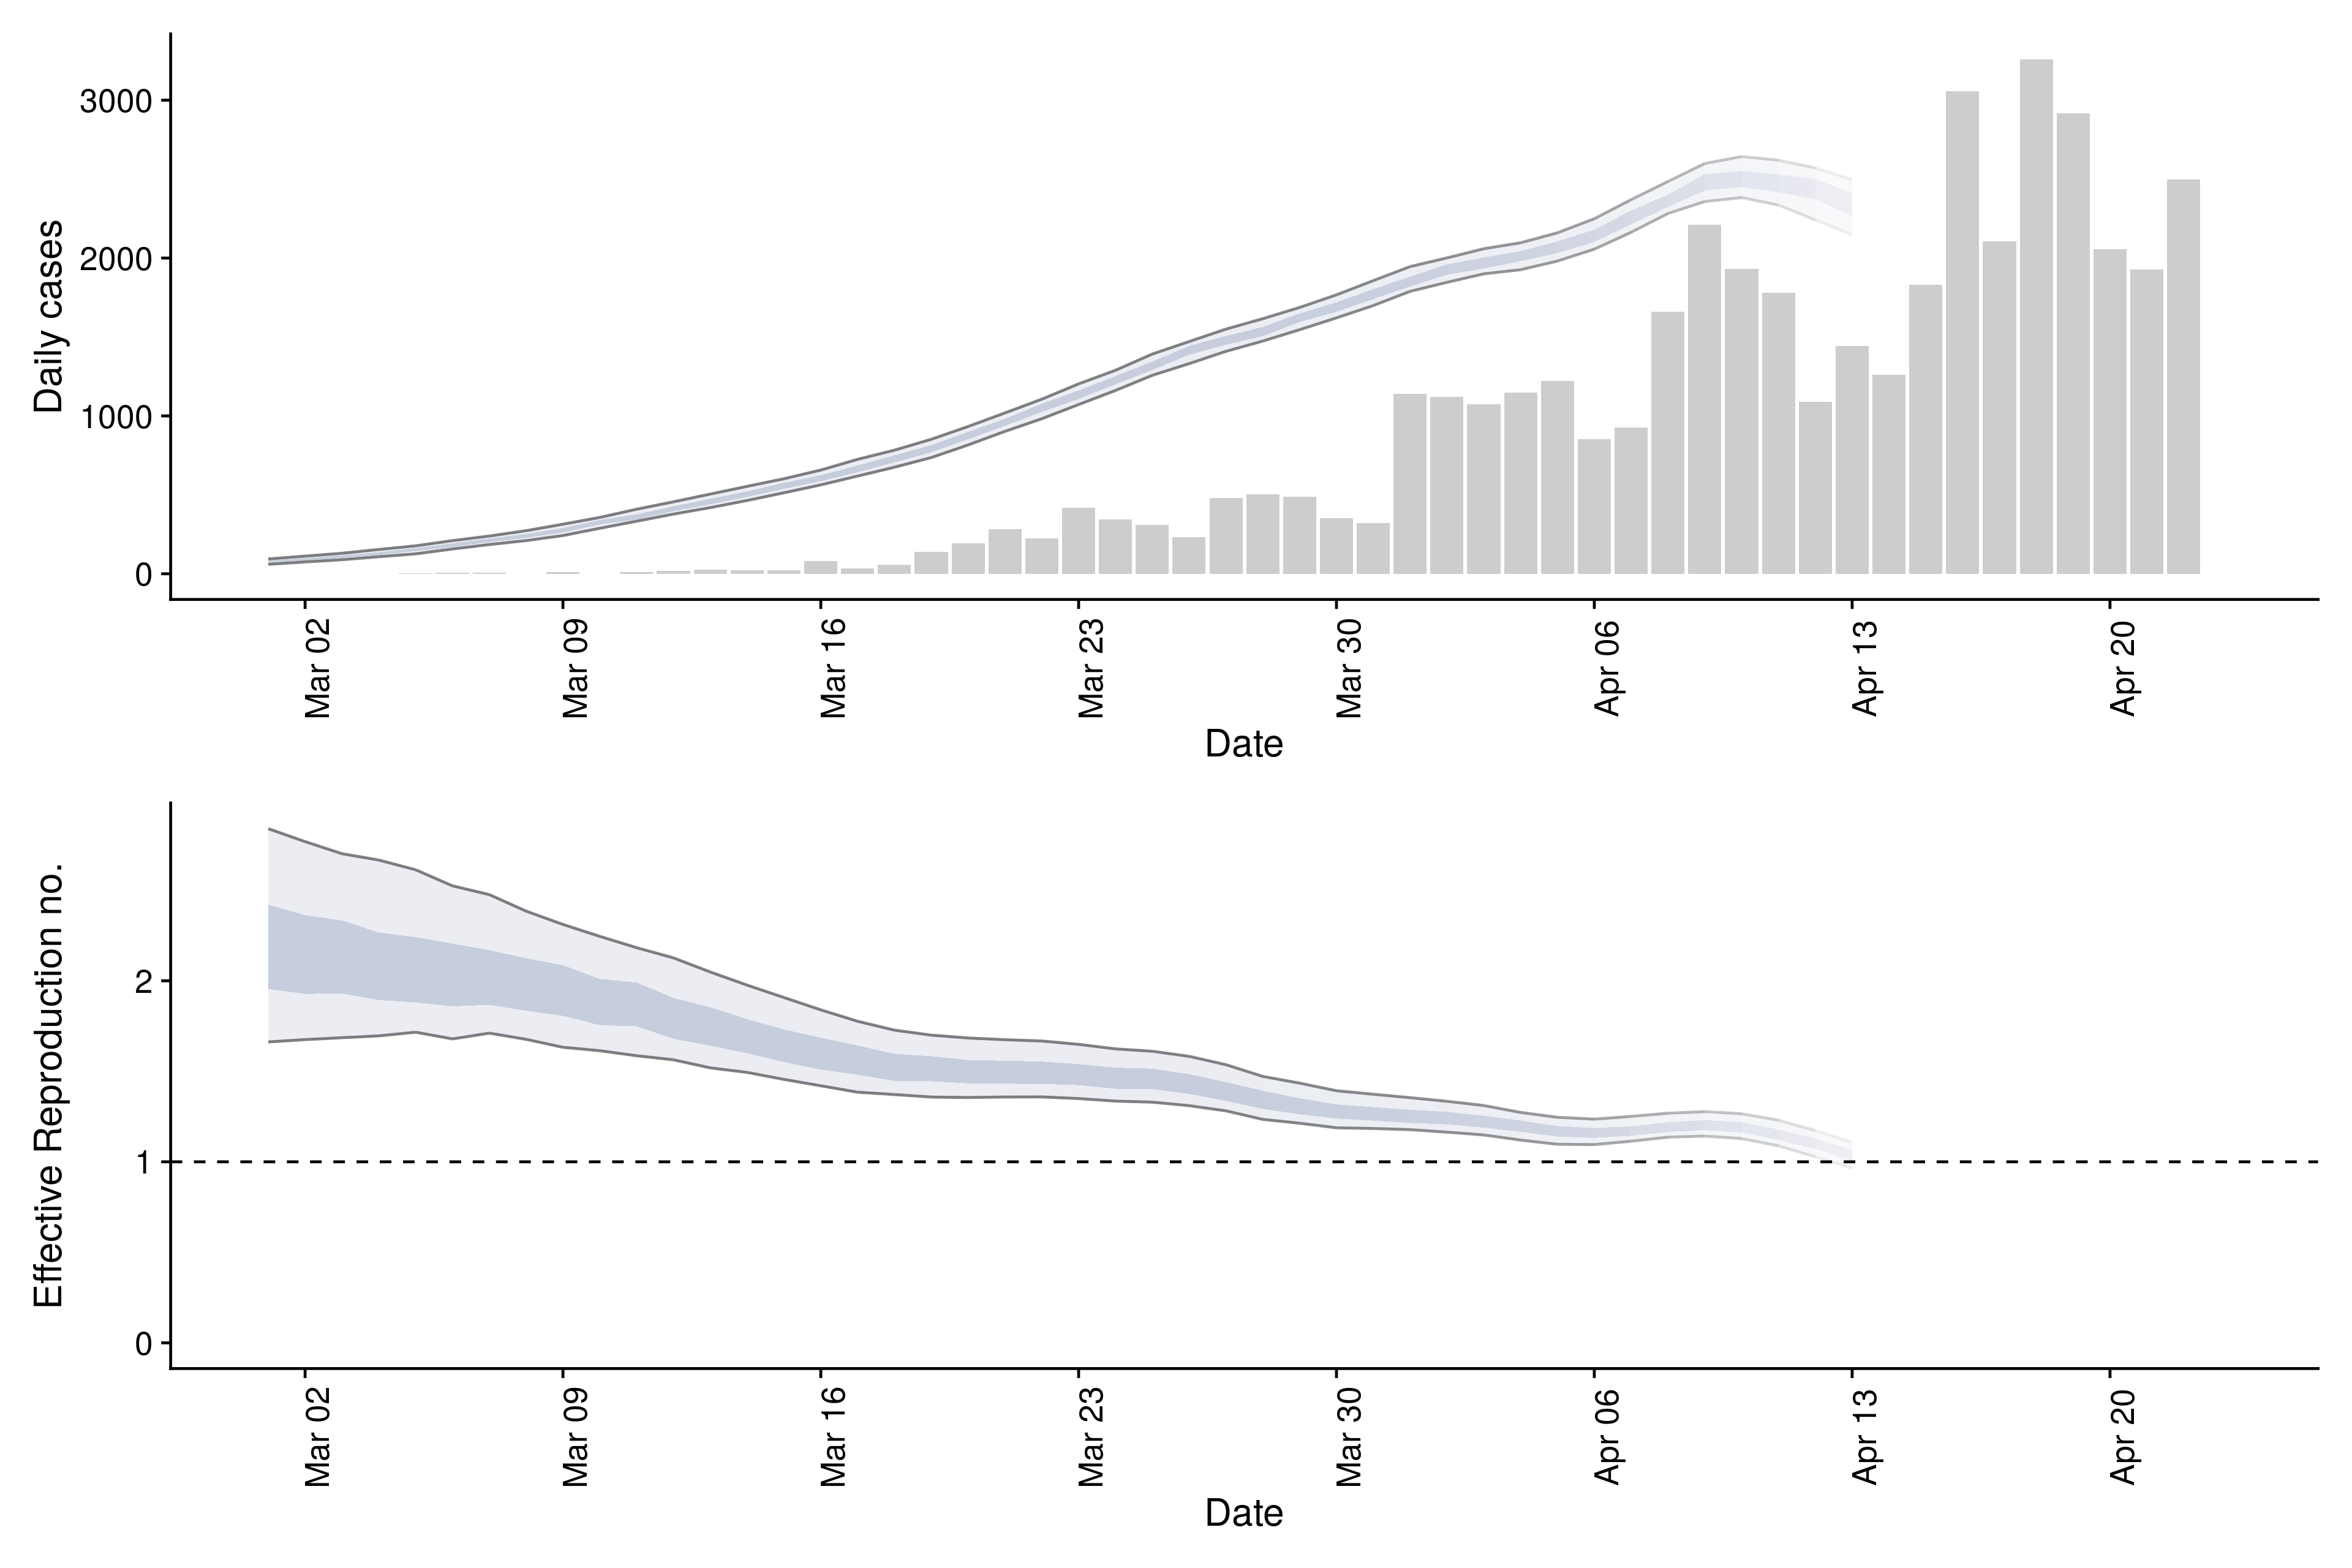 Daily cases
3000
2000
1000
0
Mar 02
Mar 09
Mar 16
Mar 23
Mar 30
Apr 06
Apr 13
Apr 20
Date
Effective Reproduction no.
2
1
0
Mar 02
Mar 09
Mar 16
Mar 23
Mar 30
Apr 06
Apr 13
Apr 20
Date